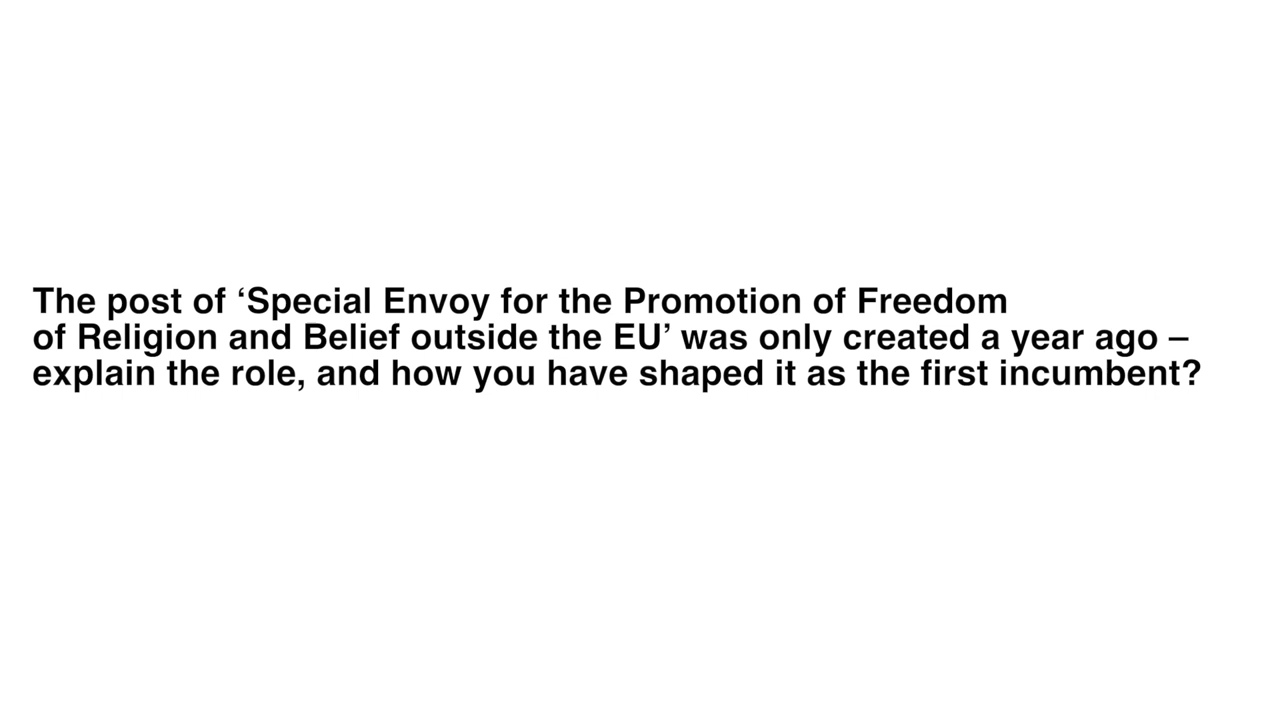 The post of ‘Special Envoy for the Promotion of Freedom
of Religion and Belief outside the EU’ was only created a year ago –
explain the role, and how you have shaped it as the first incumbent?